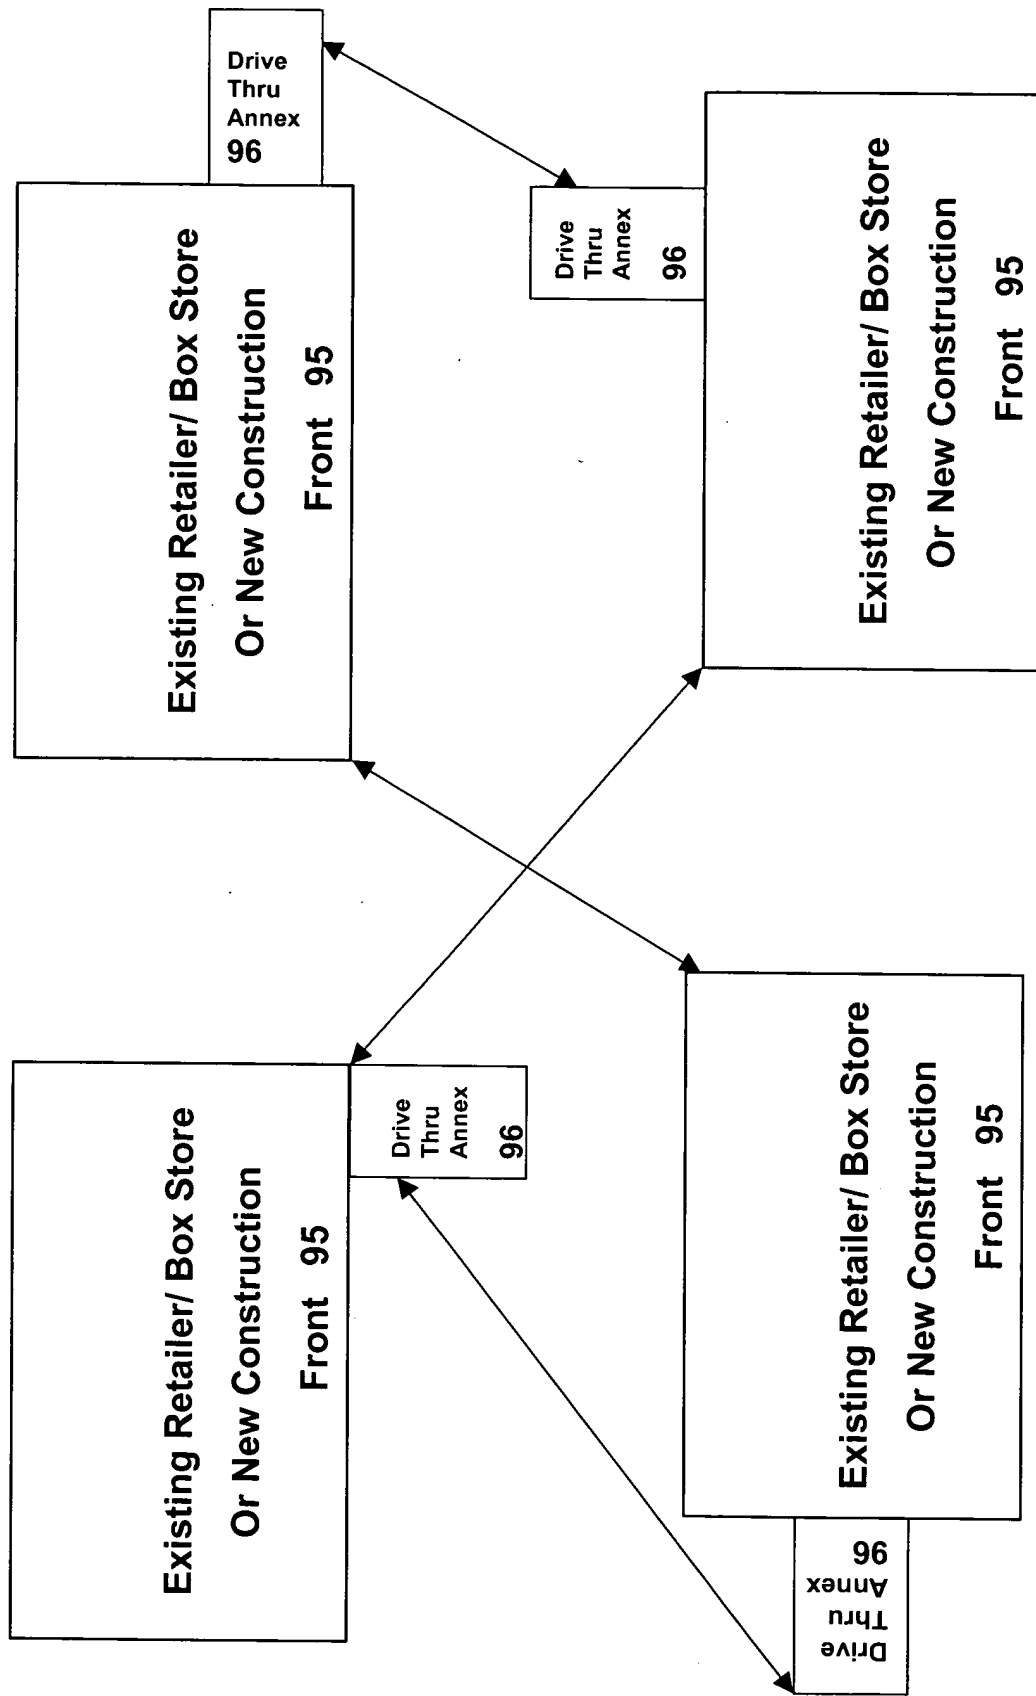 Existing Retailer/ Box Store
Or New Construction
Front 95
Drive
Thru
Annex
96
Existing Retailer/ Box Store
Or New Construction
Front 95
Drive
Thru
Annex
96
Drive
Thru
Annex
96
Existing Retailer/ Box Store
Or New Construction
Front 95
Drive
Thru
Annex
96
Existing Retailer/ Box Store
Or New Construction
Front 95